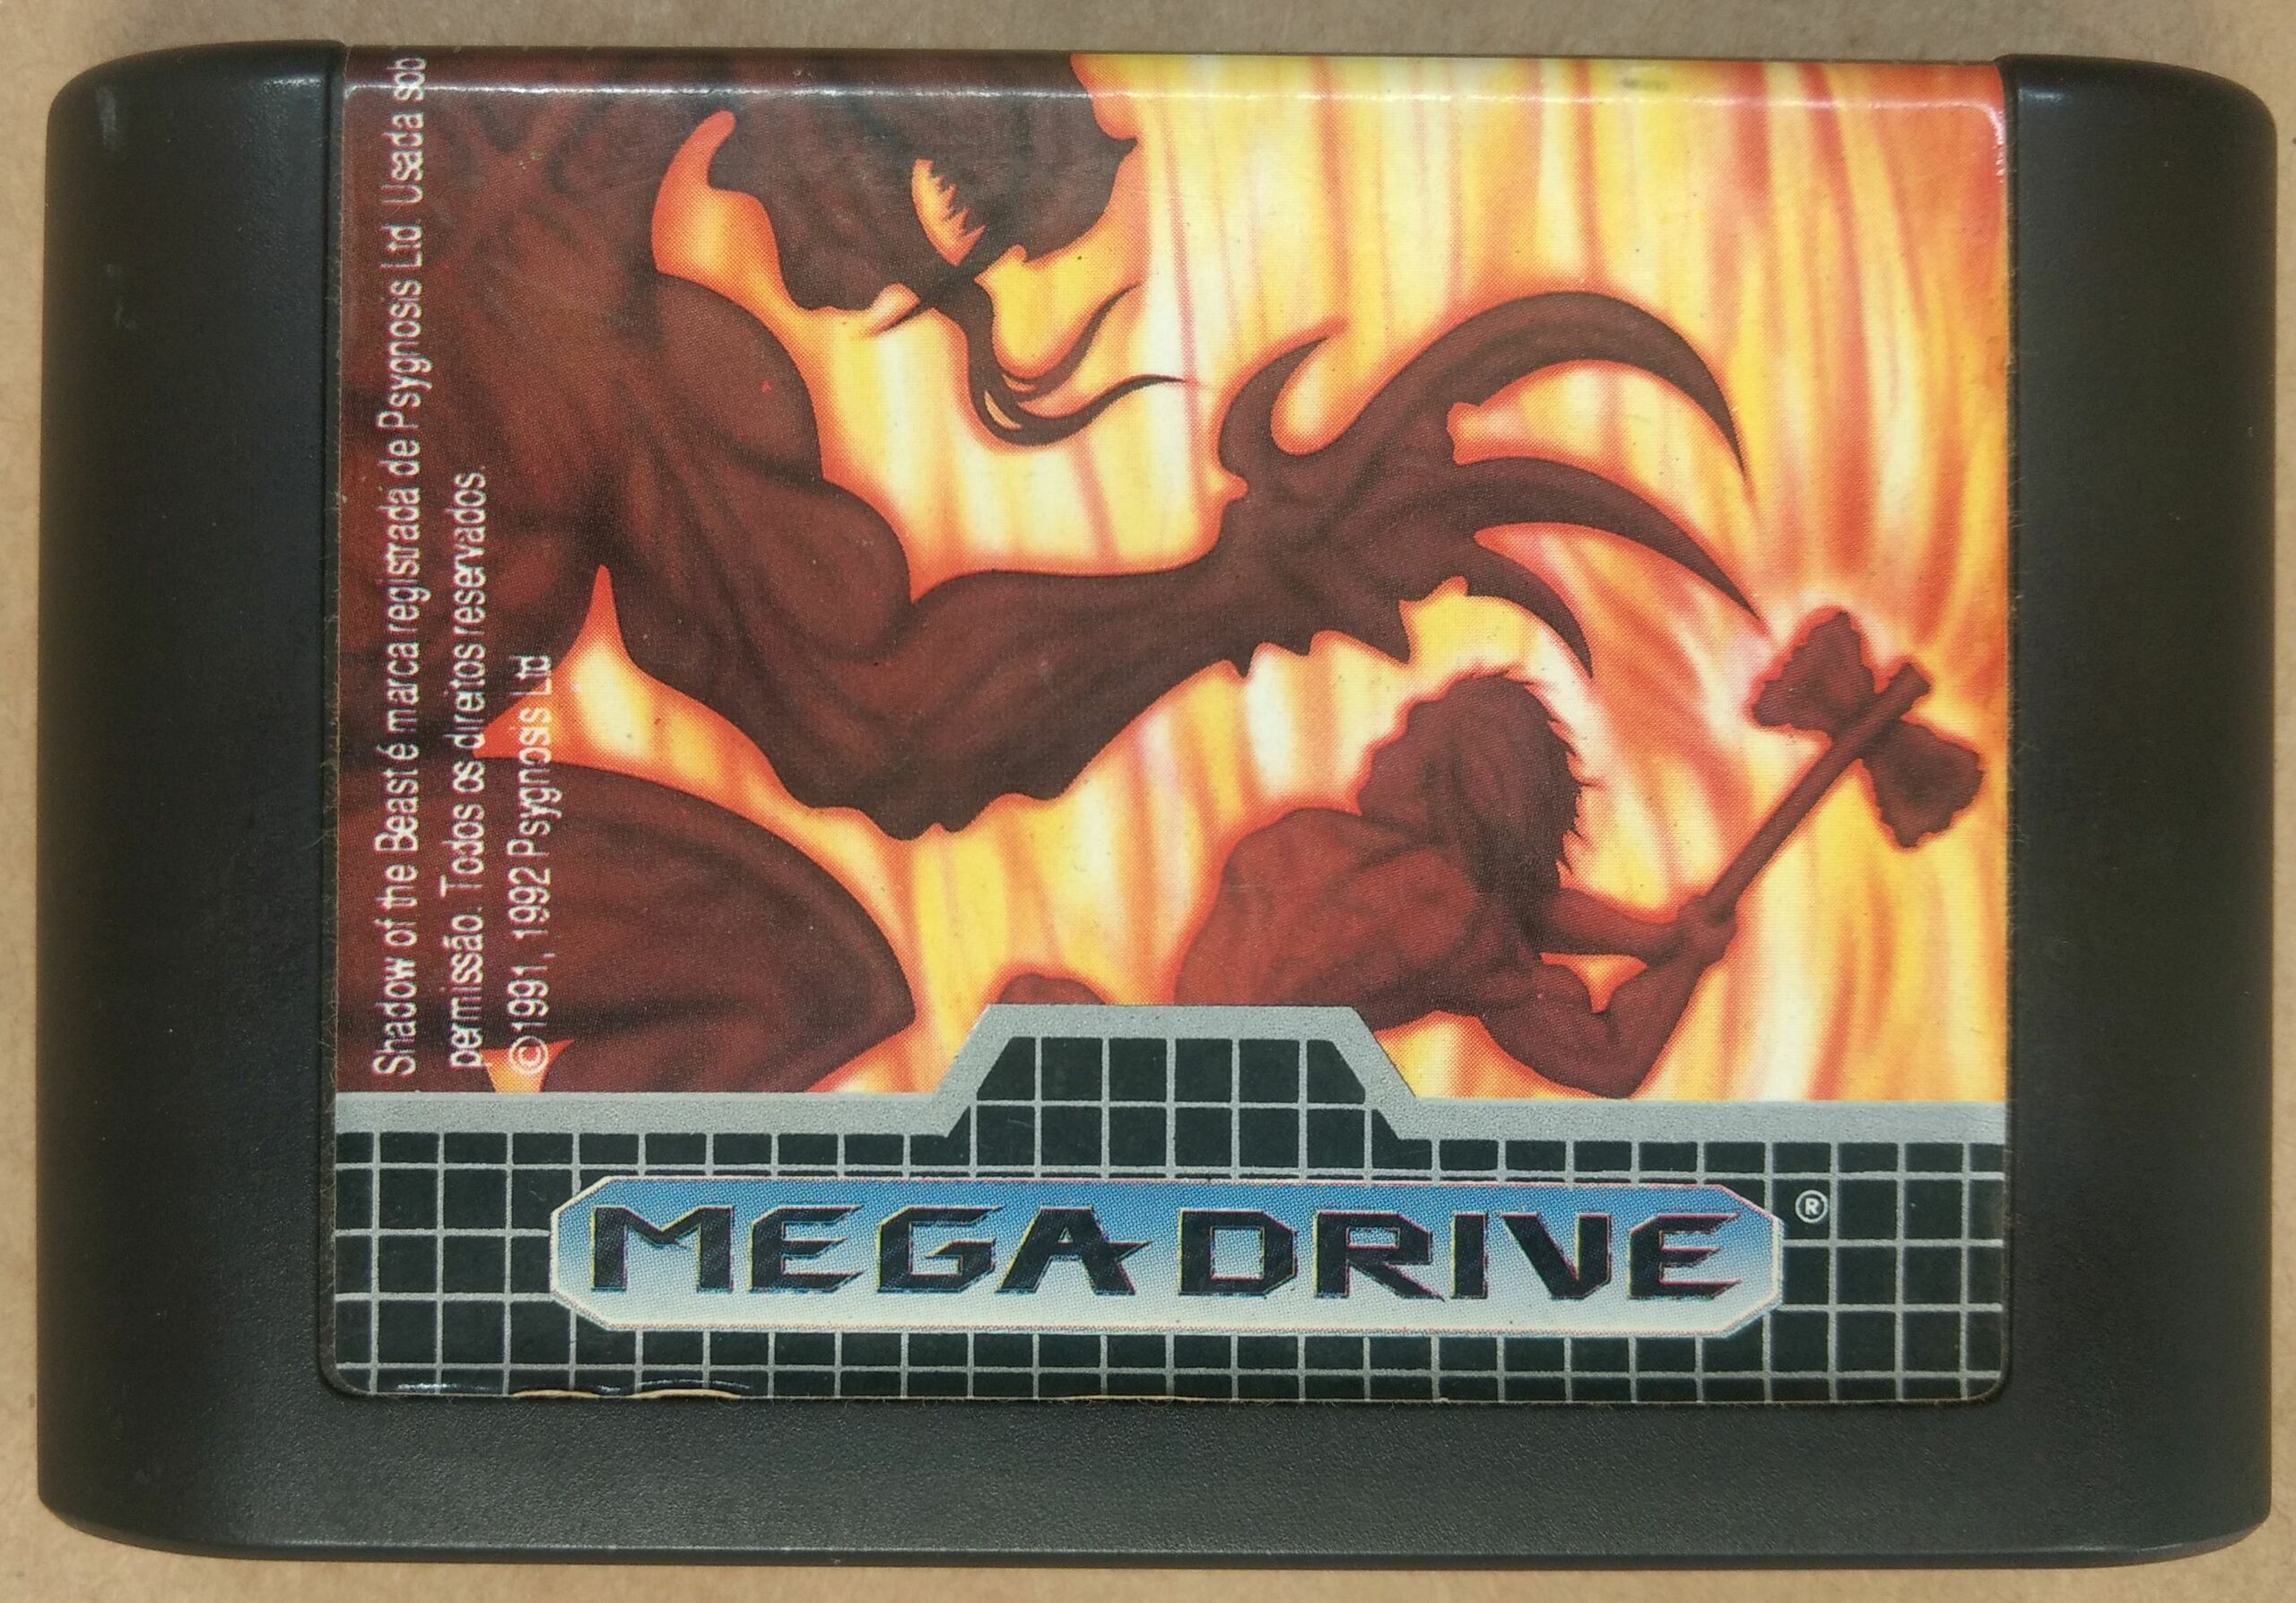 Shadow of the Beast é marca registrada de Psygnosis Ltd. Usada sob
permissão. Todos os direitos reservados.
©1991, 1992 Psygnosis Ltd
MEGA DRIVE ®